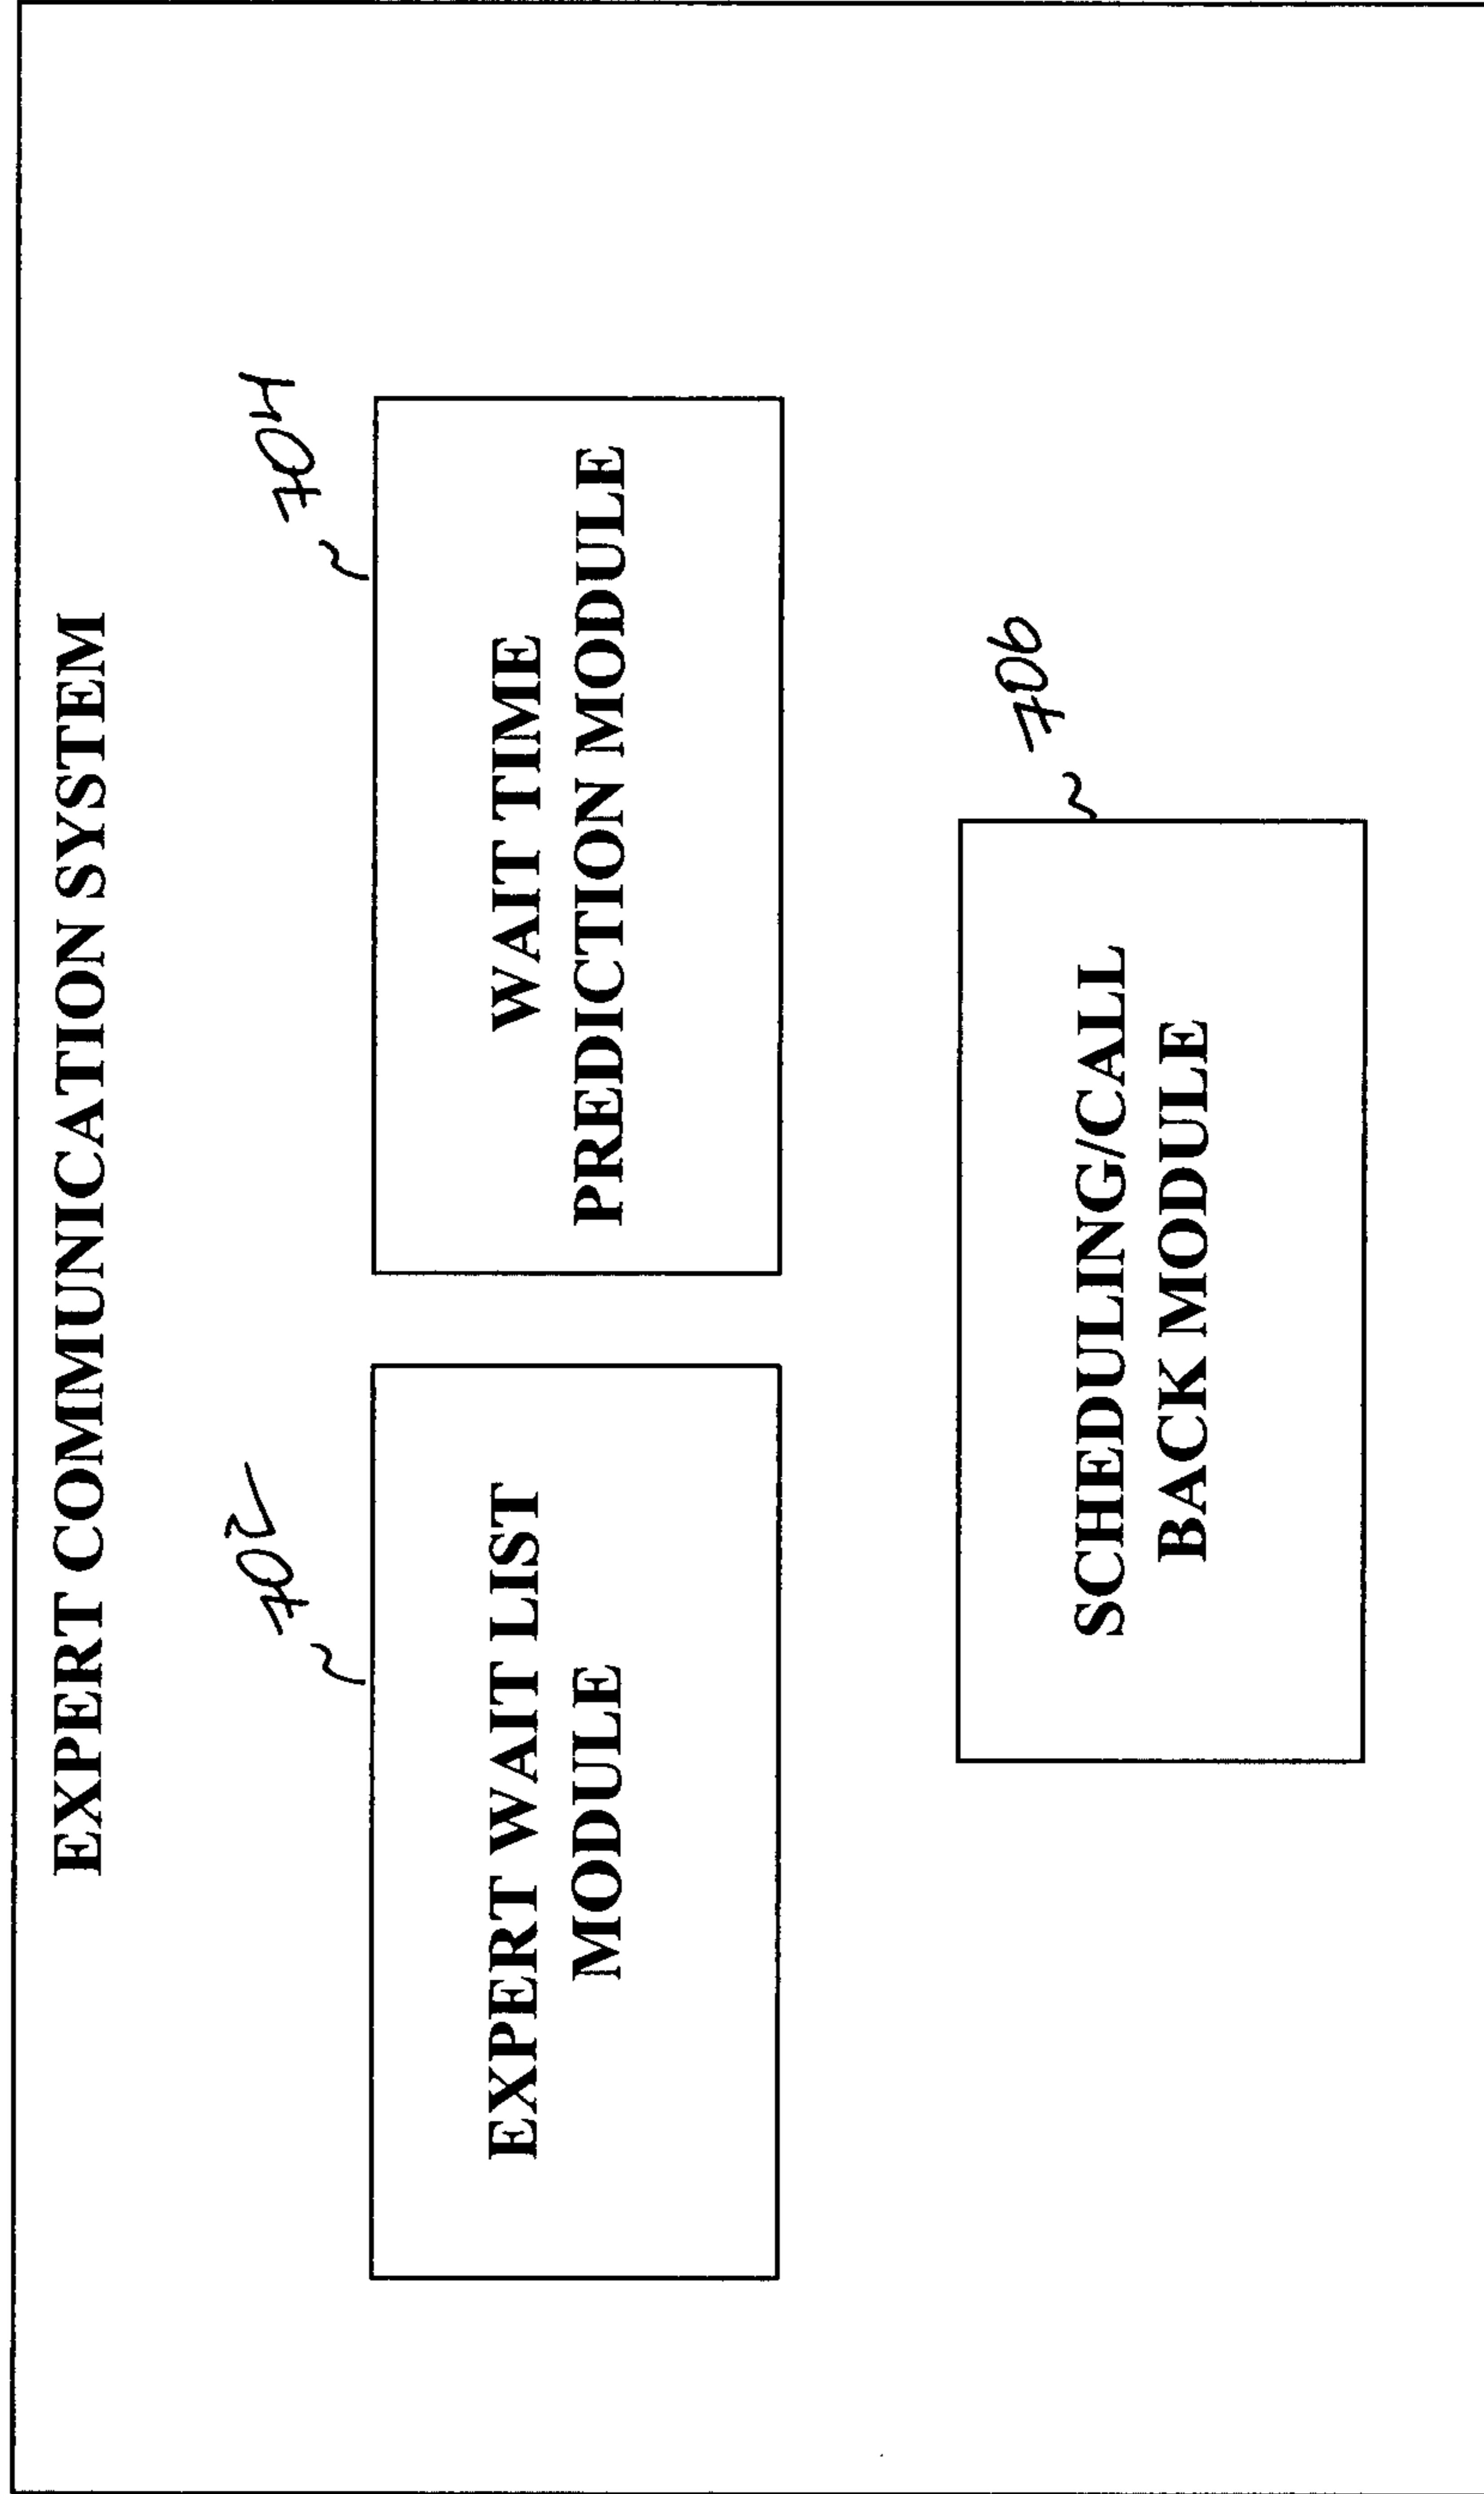 EXPERT COMMUNICATION SYSTEM
702
EXPERT WAIT LIST
MODULE
704
WAIT TIME
PREDICTION MODULE
706
SCHEDULING/CALL
BACK MODULE